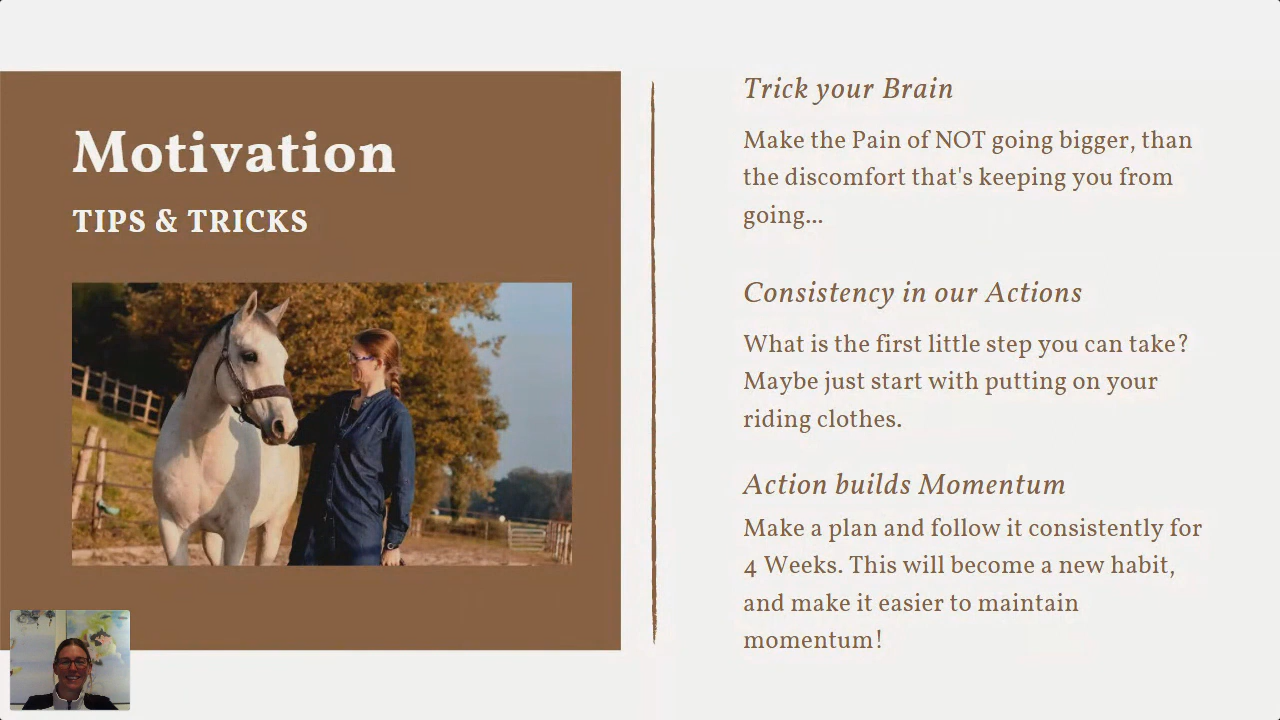 Motivation
TIPS & TRICKS
Trick your Brain
Make the Pain of NOT going bigger, than
the discomfort that's keeping you from
going...
Consistency in our Actions
What is the first little step you can take?
Maybe just start with putting on your
riding clothes.
Action builds Momentum
Make a plan and follow it consistently for
4 Weeks. This will become a new habit,
and make it easier to maintain
momentum!